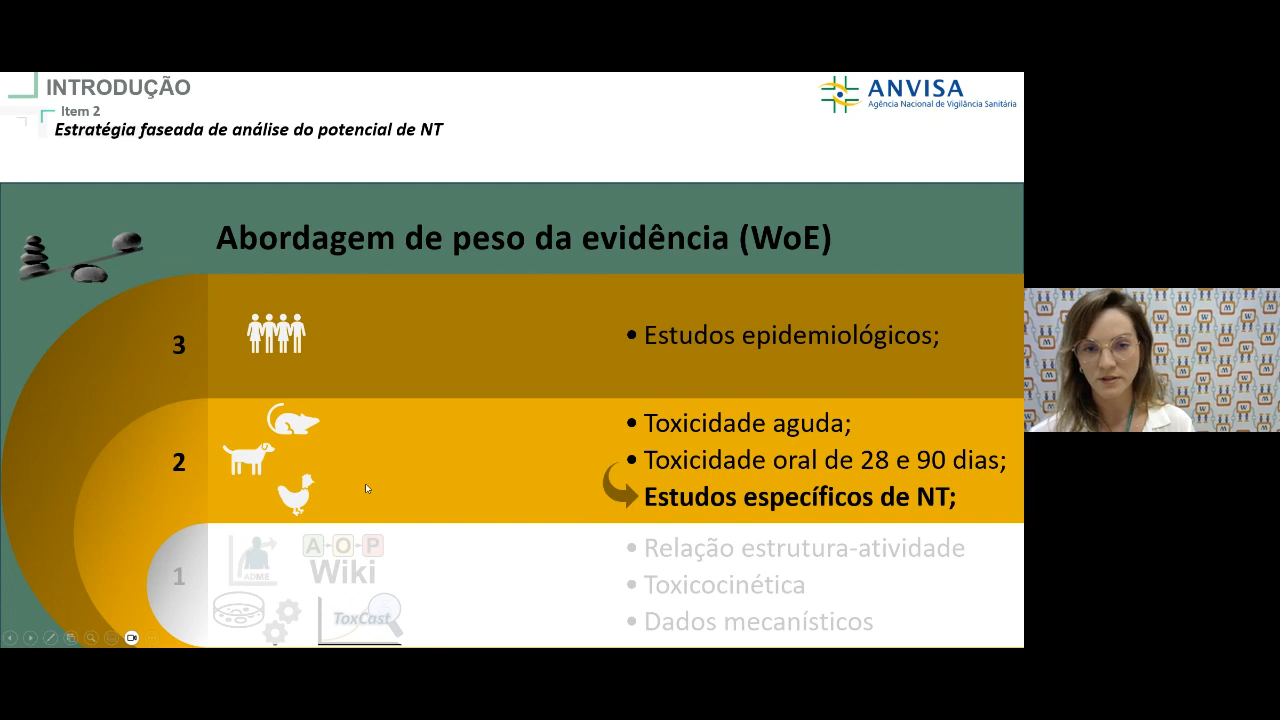 INTRODUÇÃO
Item 2
Estratégia faseada de análise do potencial de NT
ANVISA
Agência Nacional de Vigilância Sanitária
Abordagem de peso da evidência (WoE)
3
• Estudos epidemiológicos;
2
• Toxicidade aguda;
• Toxicidade oral de 28 e 90 dias;
Estudos específicos de NT;
1
ADME
A-O-P
Wiki
ToxCast
• Relação estrutura-atividade
• Toxicocinética
• Dados mecanísticos